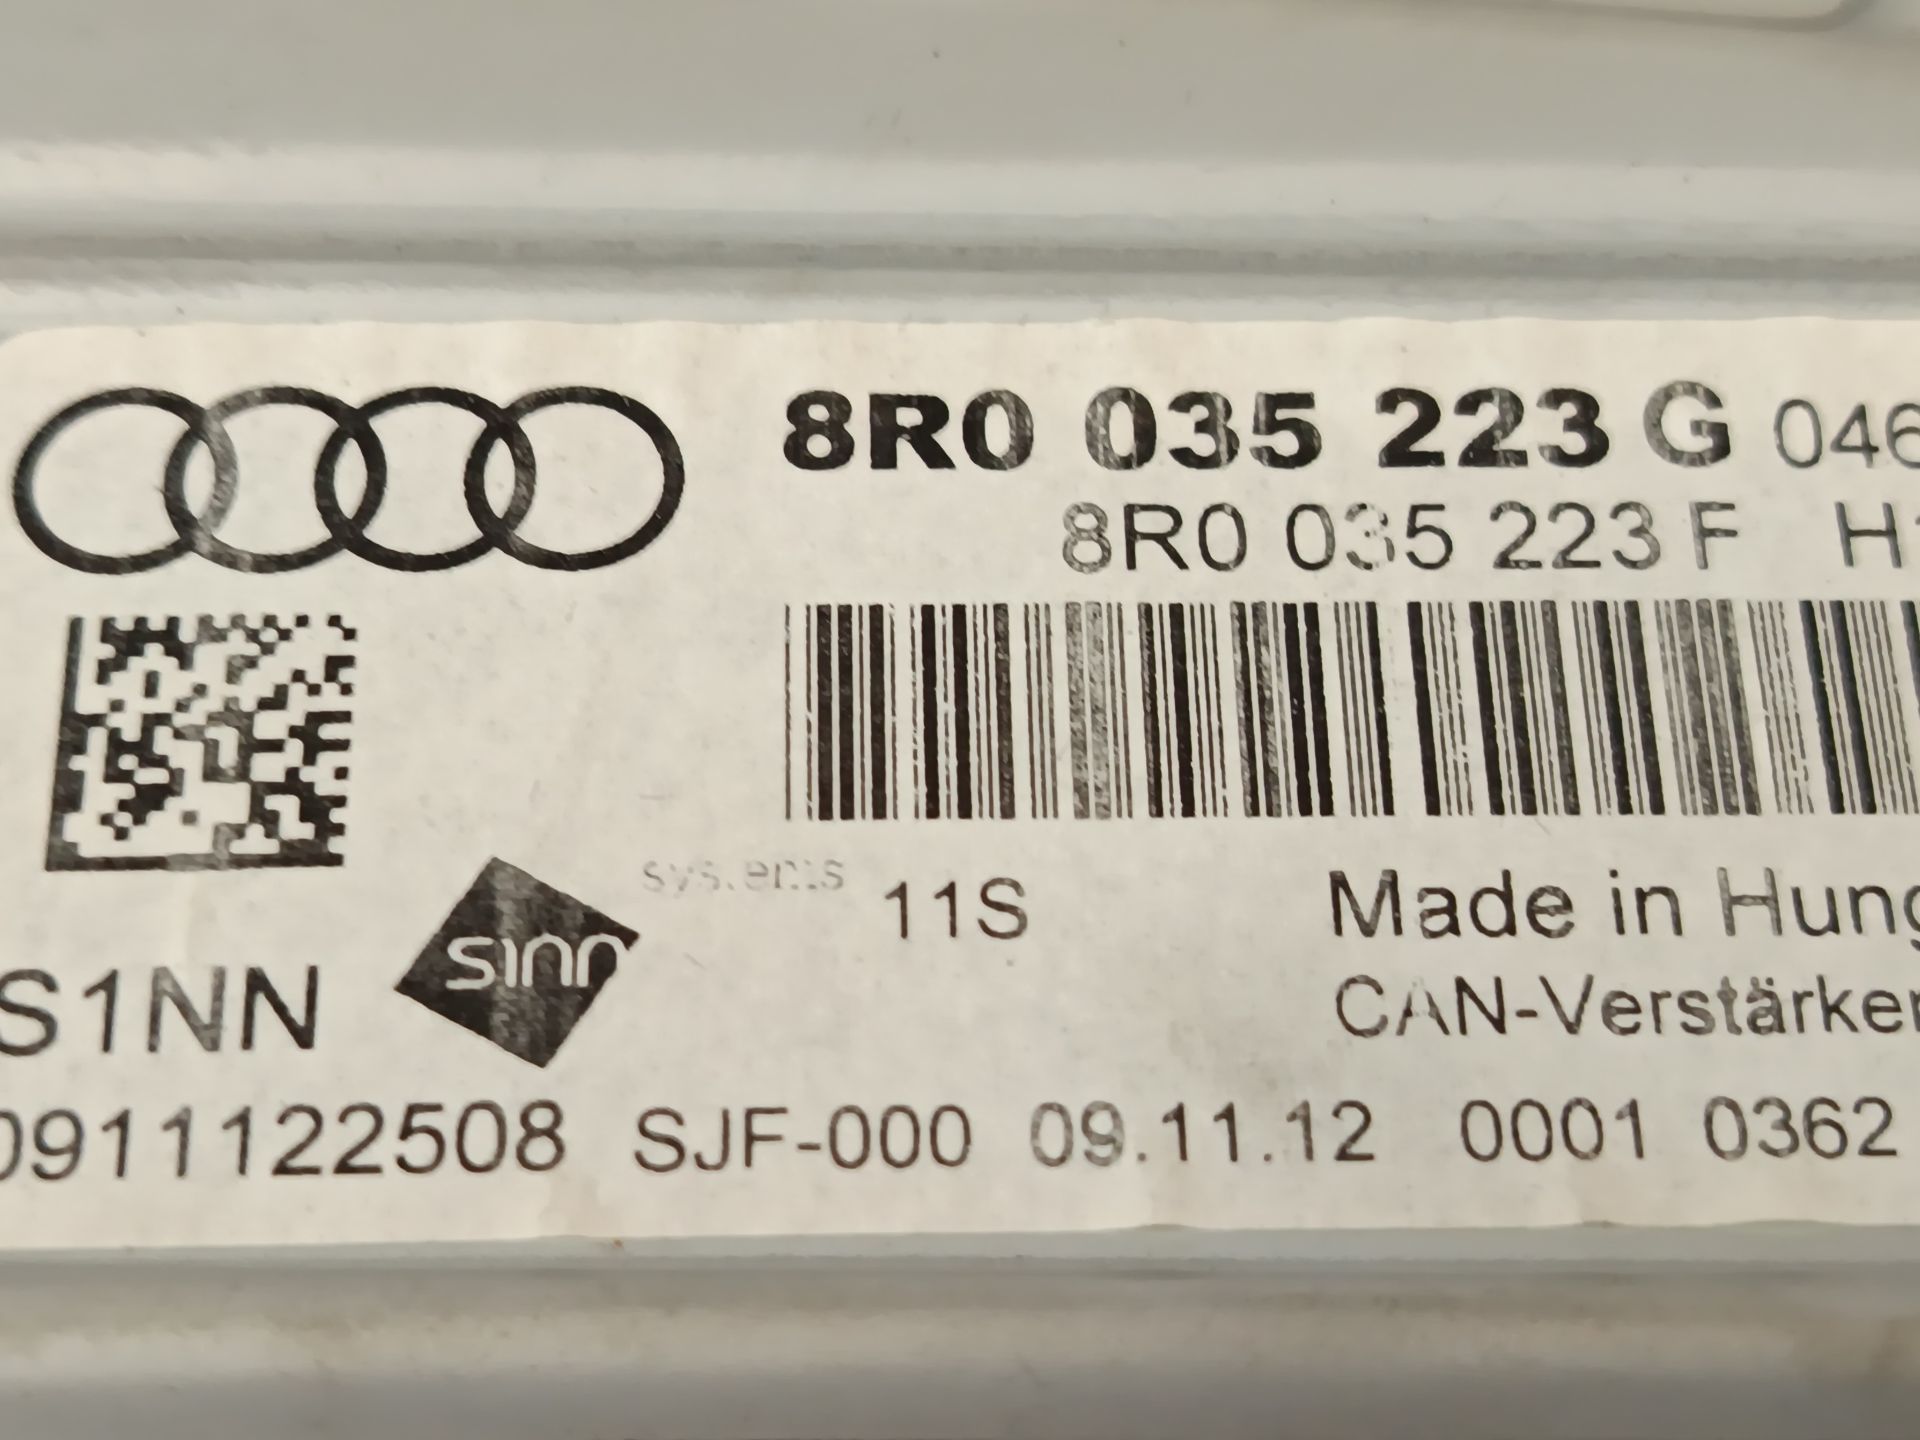 8R0 035 223 G 046
8R0 035 223 F H
systems 11S Made in Hung
sinn
S1NN CAN-Verstärker
0911122508 SJF-000 09.11.12 0001 0362